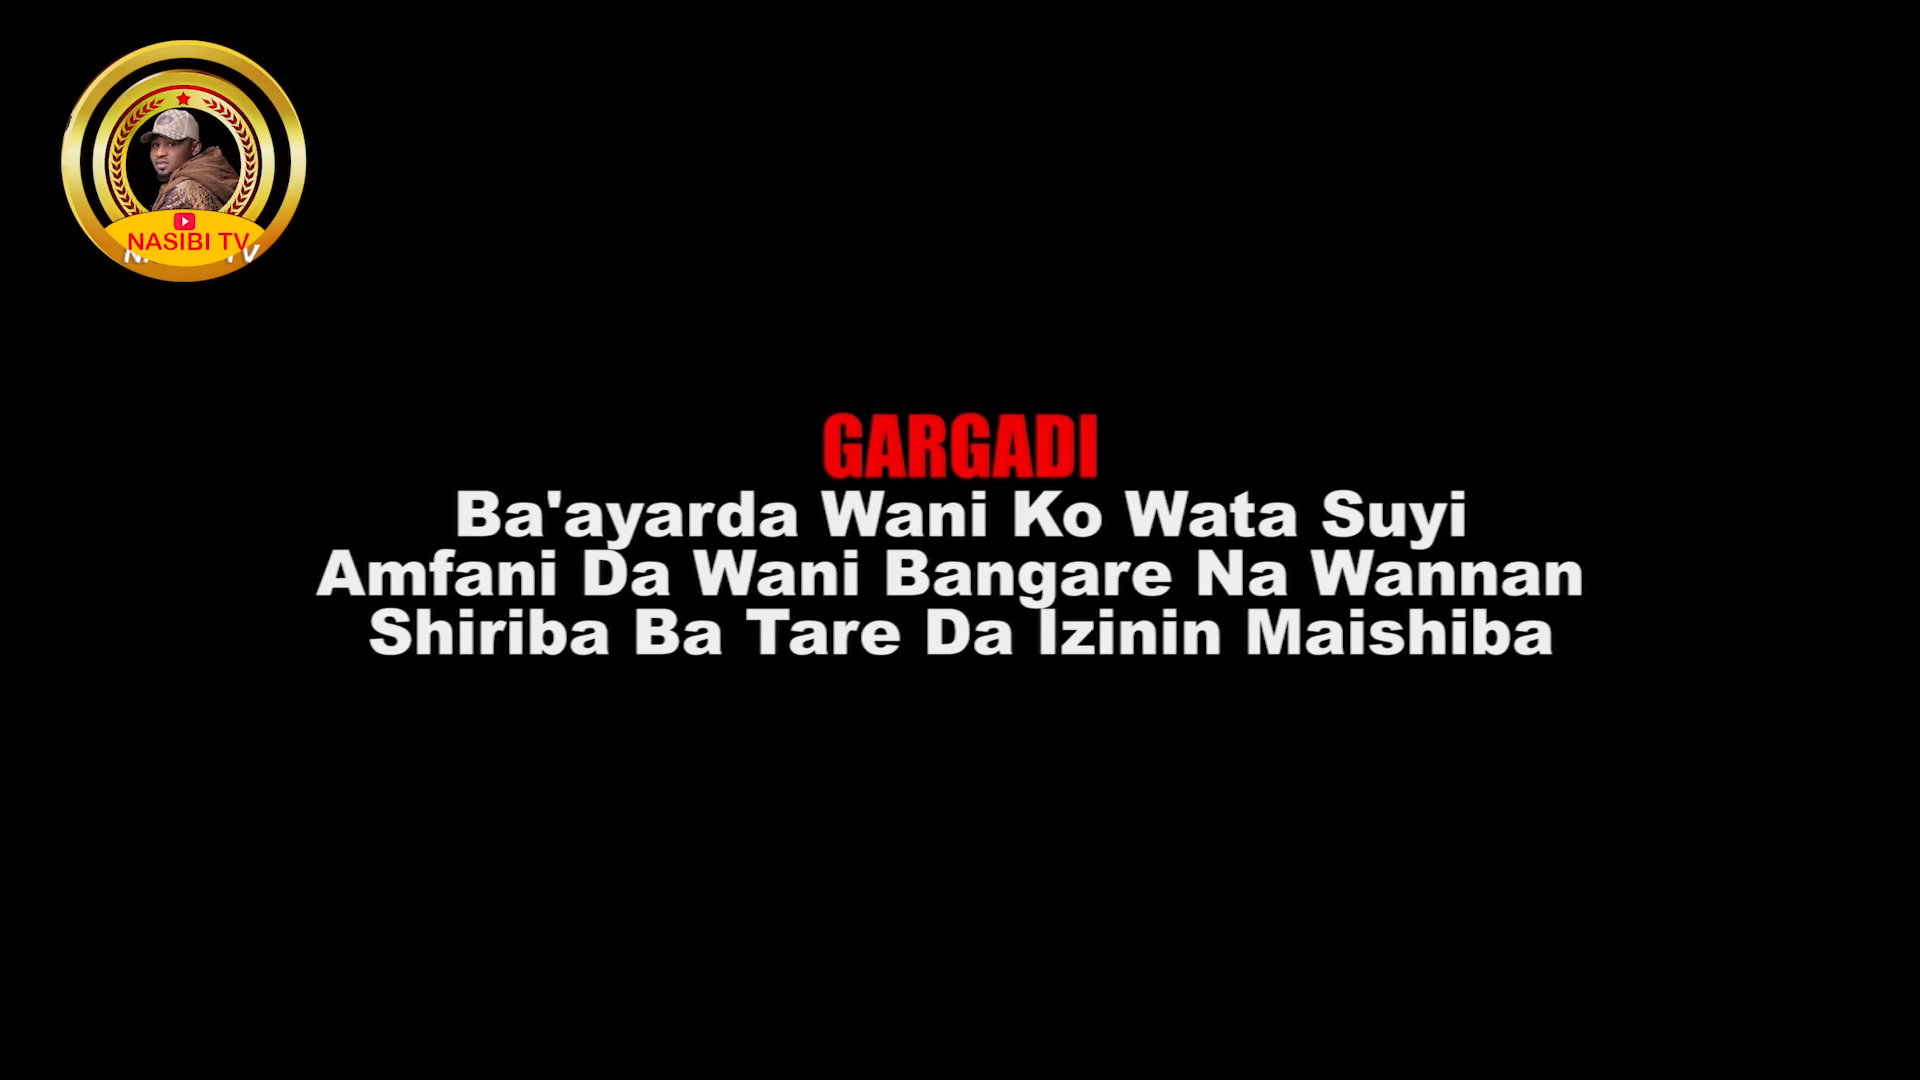 NASIBI TV
GARGADI
Ba'ayarda Wani Ko Wata Suyi
Amfani Da Wani Bangare Na Wannan
Shiriba Ba Tare Da Izinin Maishiba